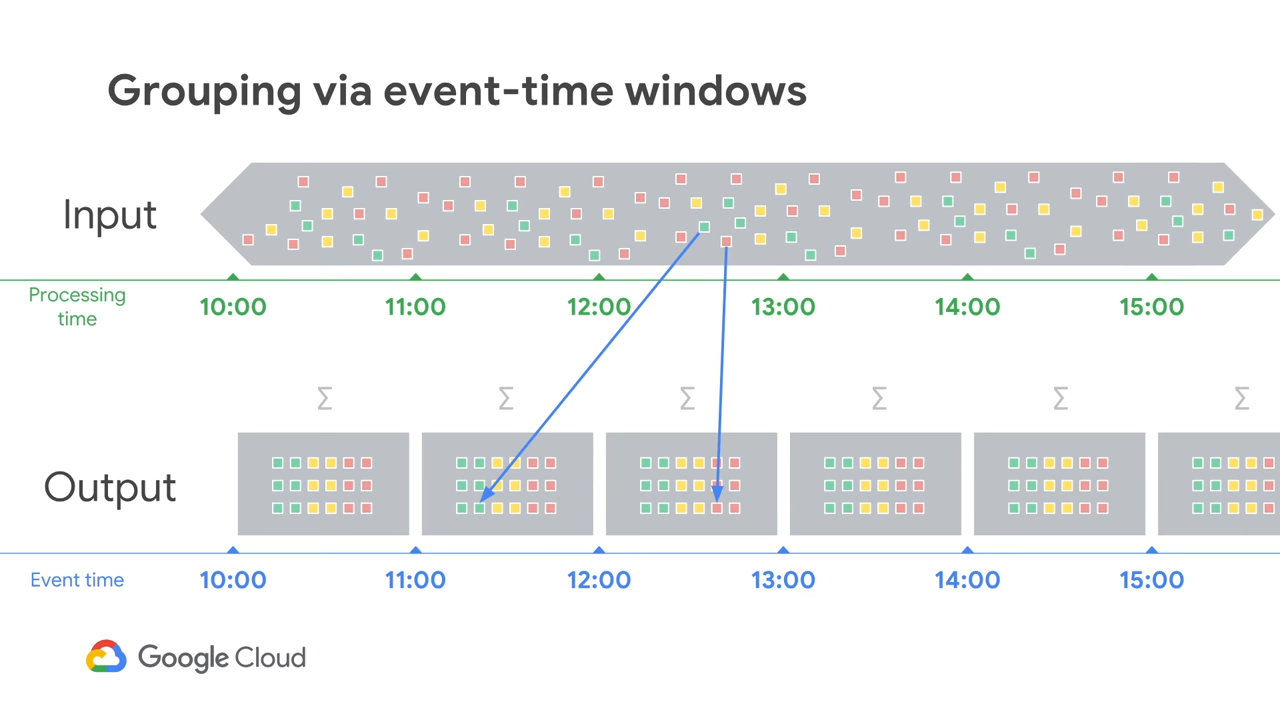 Grouping via event-time windows
Input
Processing
time
10:00 11:00 12:00 13:00 14:00 15:00
Σ Σ Σ Σ Σ Σ
Output
Event time 10:00 11:00 12:00 13:00 14:00 15:00
Google Cloud